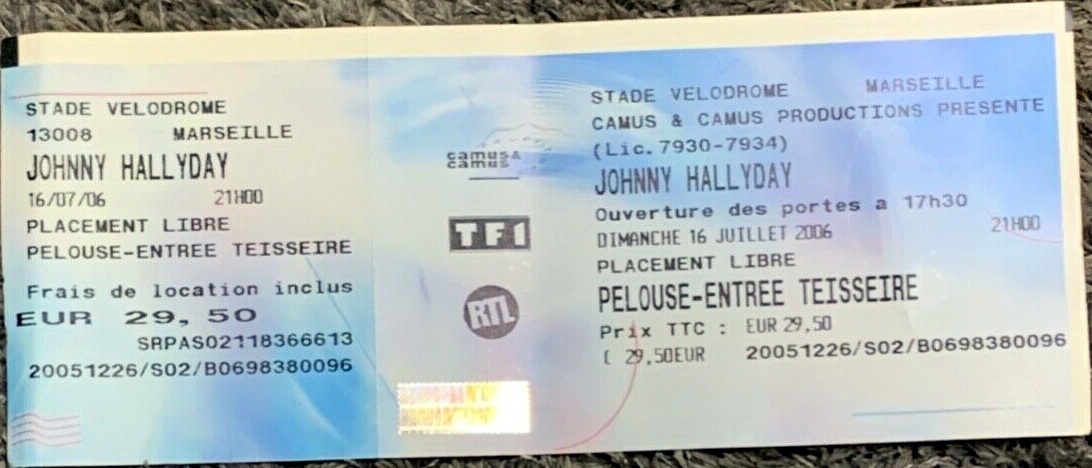 STADE VELODROME
13008 MARSEILLE
JOHNNY HALLYDAY
16/07/06 21H00
PLACEMENT LIBRE
PELOUSE-ENTREE TEISSEIRE
Frais de location inclus
EUR 29,50
SRPAS02118366613
20051226/S02/B0698380096
camus&
camus
TF1
RTL
STADE VELODROME MARSEILLE
CAMUS & CAMUS PRODUCTIONS PRESENTE
(Lic.7930-7934)
JOHNNY HALLYDAY
Ouverture des portes a 17h30
DIMANCHE 16 JUILLET 2006 21H00
PLACEMENT LIBRE
PELOUSE-ENTREE TEISSEIRE
Prix TTC : EUR 29,50
( 29,50EUR 20051226/S02/B0698380096